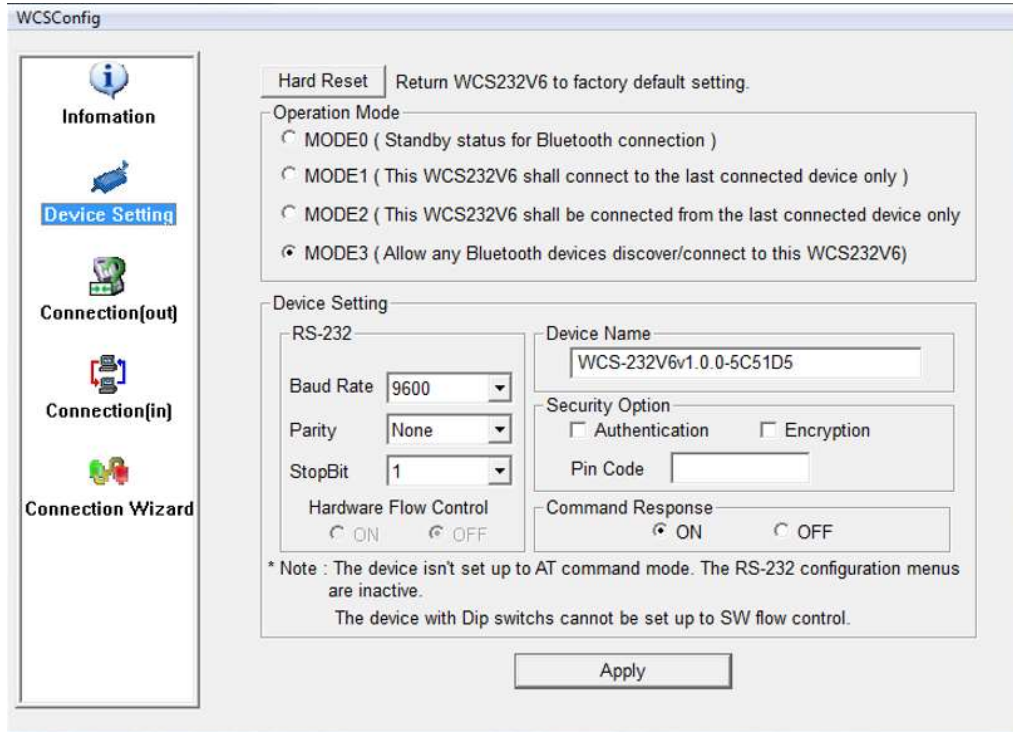 WCSConfig
Infomation
Device Setting
Connection(out)
Connection(in)
Connection Wizard
Hard Reset Return WCS232V6 to factory default setting.
Operation Mode
MODE0 ( Standby status for Bluetooth connection )
MODE1 ( This WCS232V6 shall connect to the last connected device only )
MODE2 ( This WCS232V6 shall be connected from the last connected device only
MODE3 ( Allow any Bluetooth devices discover/connect to this WCS232V6)
Device Setting
RS-232
Baud Rate 9600
Parity None
StopBit 1
Hardware Flow Control
ON OFF
Device Name
WCS-232V6v1.0.0-5C51D5
Security Option
Authentication Encryption
Pin Code
Command Response
ON OFF
* Note : The device isn't set up to AT command mode. The RS-232 configuration menus
are inactive.
The device with Dip switchs cannot be set up to SW flow control.
Apply